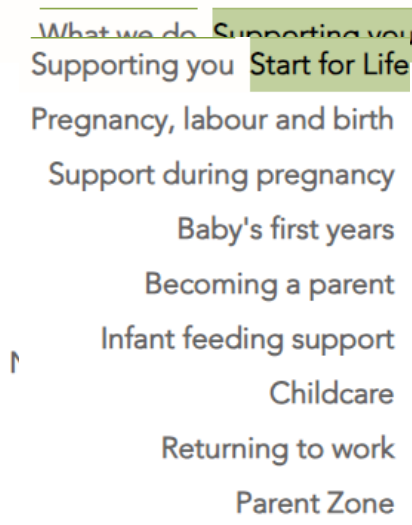 What we do Supporting you
Supporting you Start for Life
Pregnancy, labour and birth
Support during pregnancy
Baby's first years
Becoming a parent
Infant feeding support
Childcare
Returning to work
Parent Zone